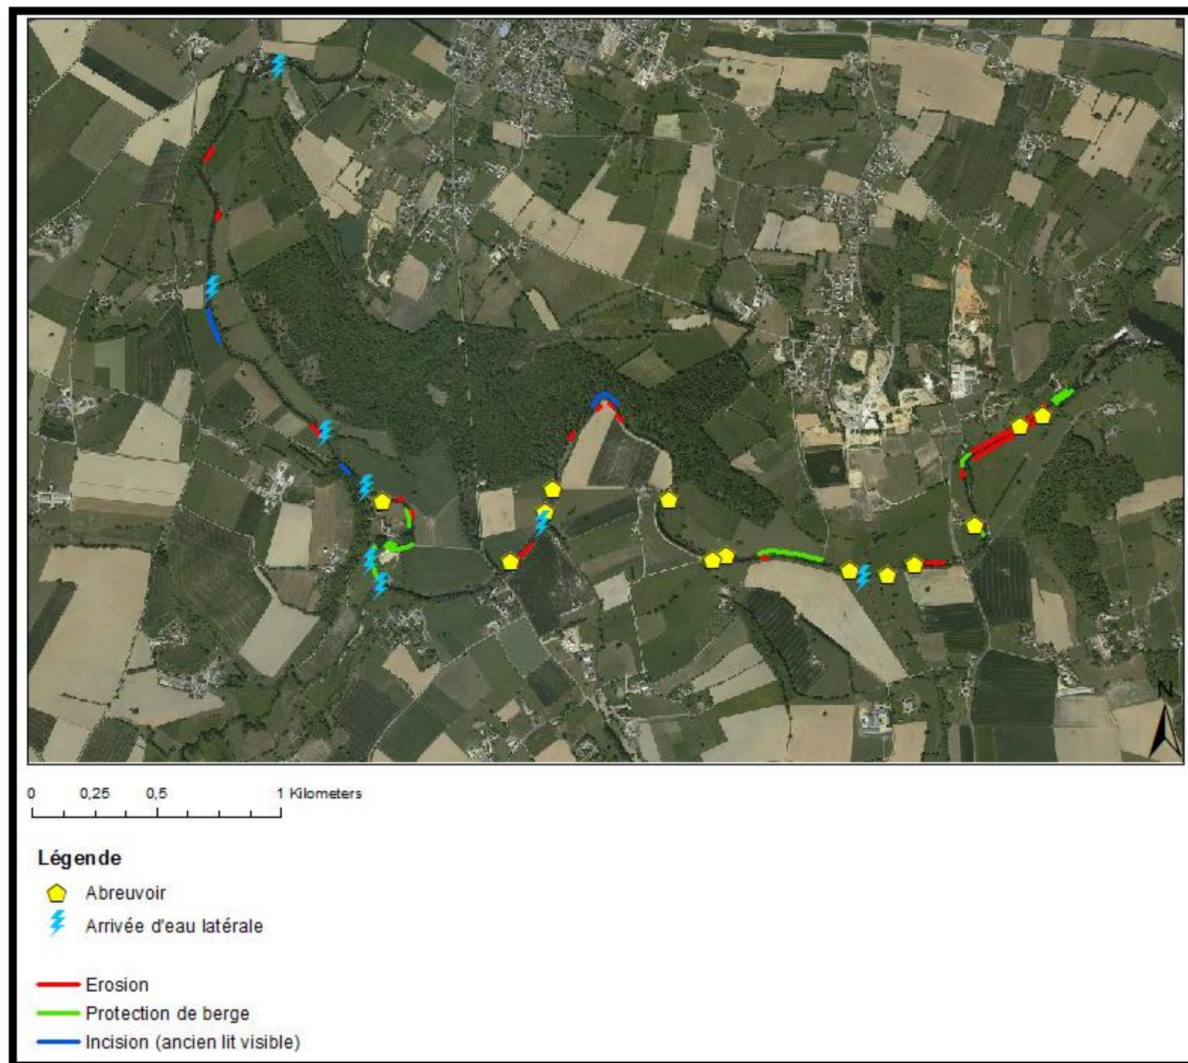 N
0 0,25 0,5 1 Kilometers
Légende
Abreuvoir
Arrivée d'eau latérale
Erosion
Protection de berge
Incision (ancien lit visible)